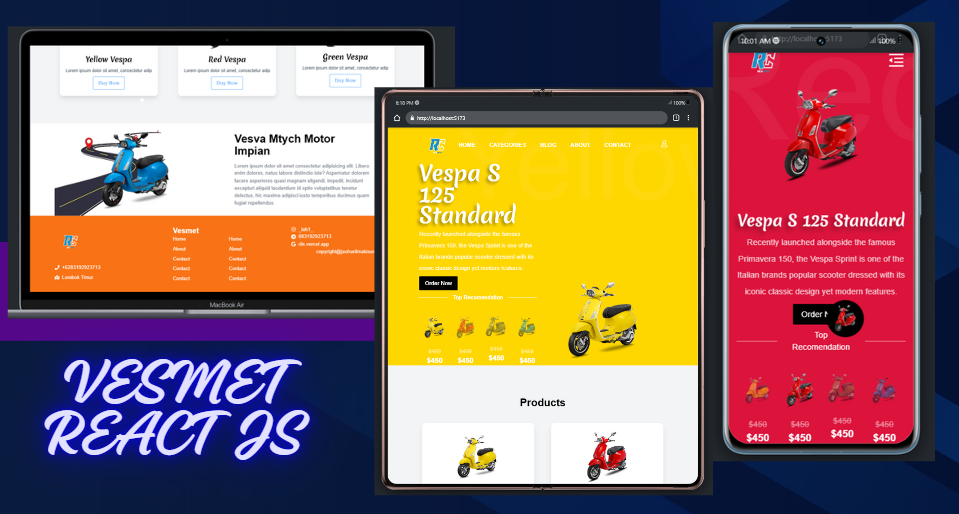 Yellow Vespa
Lorem ipsum dolor sit amet, consectetur adip
Buy Now
Red Vespa
Lorem ipsum dolor sit amet, consectetur adip
Buy Now
Green Vespa
Lorem ipsum dolor sit amet, consectetur adip
Buy Now
Vesva Mtych Motor
Impian
Lorem ipsum dolor sit amet consectetur adipisicing elit. Libero
enim dolores, natus labore distinctio iste? Aspernatur dolorem
facere asperiores quasi magnam eligendi. Impedit, incidunt
excepturi aliquid laudantium id optio voluptatibus tenetur
delectus. Nic maxime adipisci iusto temporibus ducimus quam
fugiat repellendus.
Vesmet
Home
About
Contact
Contact
Contact
Home
About
Contact
Contact
Contact
083192923713
dis.vercel.app
+6283192923713
Lombok Timur
MacBook Air
VESMET
REACT JS
8:18 PM
100%
http://localhost:5173
HOME
CATEGORIES
BLOG
ABOUT
CONTACT
Vespa S
125
Standard
Recently launched alongside the famous
Primavera 150, the Vespa Sprint is one of the
Italian brands popular scooter dressed with its
iconic classic design yet modern features.
Order Now
Top Recomendation
$450
$450
$450
$450
$450
$450
$450
$450
Products
10:01 AM
http://localhost:5173
100%
Red
Vespa S 125 Standard
Recently launched alongside the famous
Primavera 150, the Vespa Sprint is one of the
Italian brands popular scooter dressed with its
iconic classic design yet modern features.
Order
Top
Recomendation
$450
$450
$450
$450
$450
$450
$450
$450